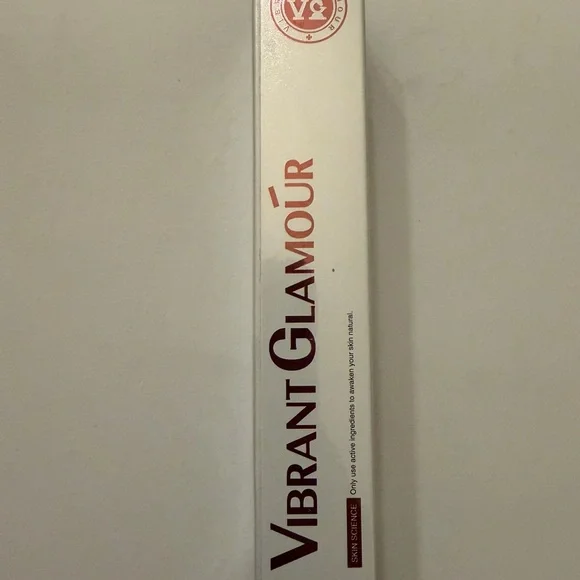 VIBRANT GLAMOUR
SKIN SCIENCE Only use active ingredients to awaken your skin natural.